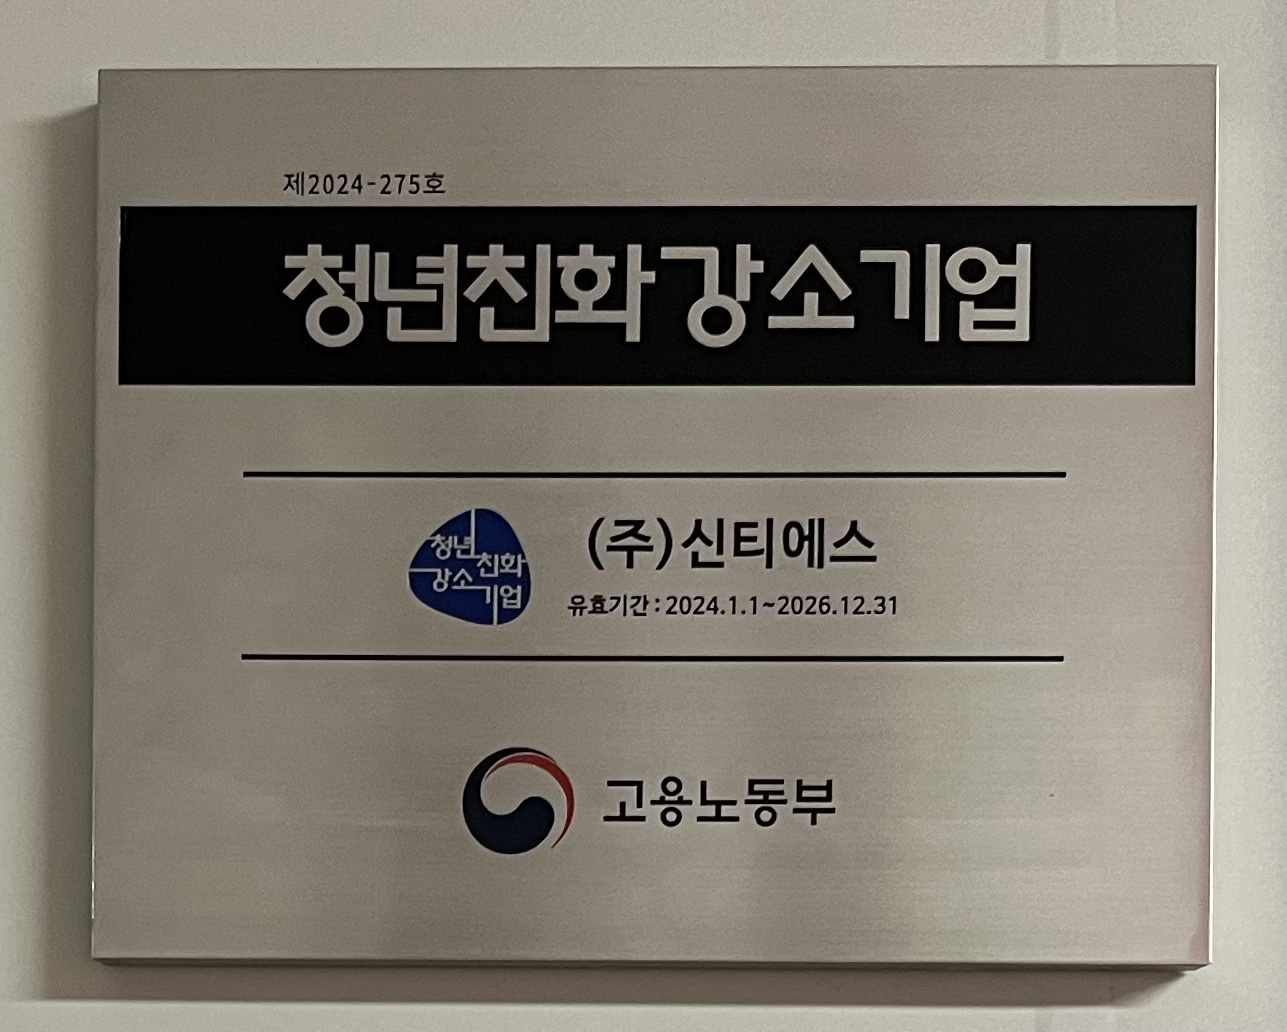 제2024-275호
청년친화강소기업
청년친화
강소기업
(주)신티에스
유효기간 : 2024.1.1~2026.12.31
고용노동부